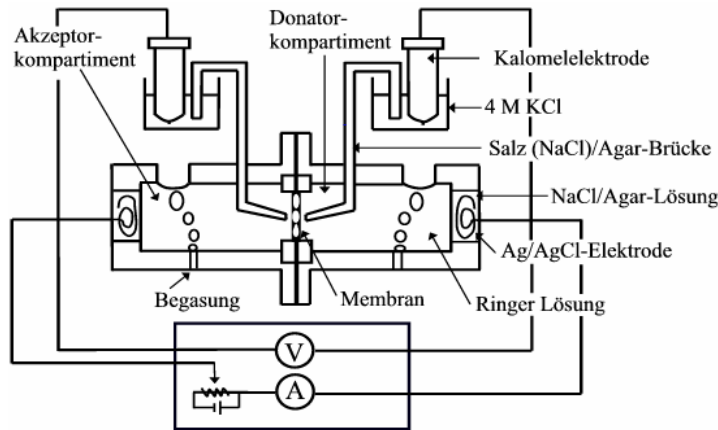 Akzeptor-
kompartiment
Donator-
kompartiment
Kalomelelektrode
4 M KCl
Salz (NaCl)/Agar-Brücke
NaCl/Agar-Lösung
Ag/AgCl-Elektrode
Begasung
Membran
Ringer Lösung
V
A